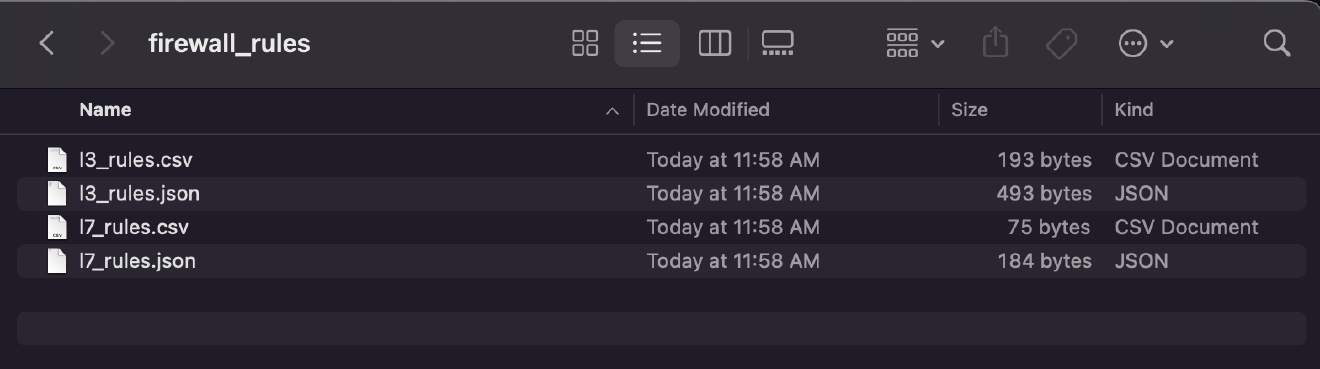 firewall_rules
Name Date Modified Size Kind
l3_rules.csv Today at 11:58 AM 193 bytes CSV Document
l3_rules.json Today at 11:58 AM 493 bytes JSON
l7_rules.csv Today at 11:58 AM 75 bytes CSV Document
l7_rules.json Today at 11:58 AM 184 bytes JSON